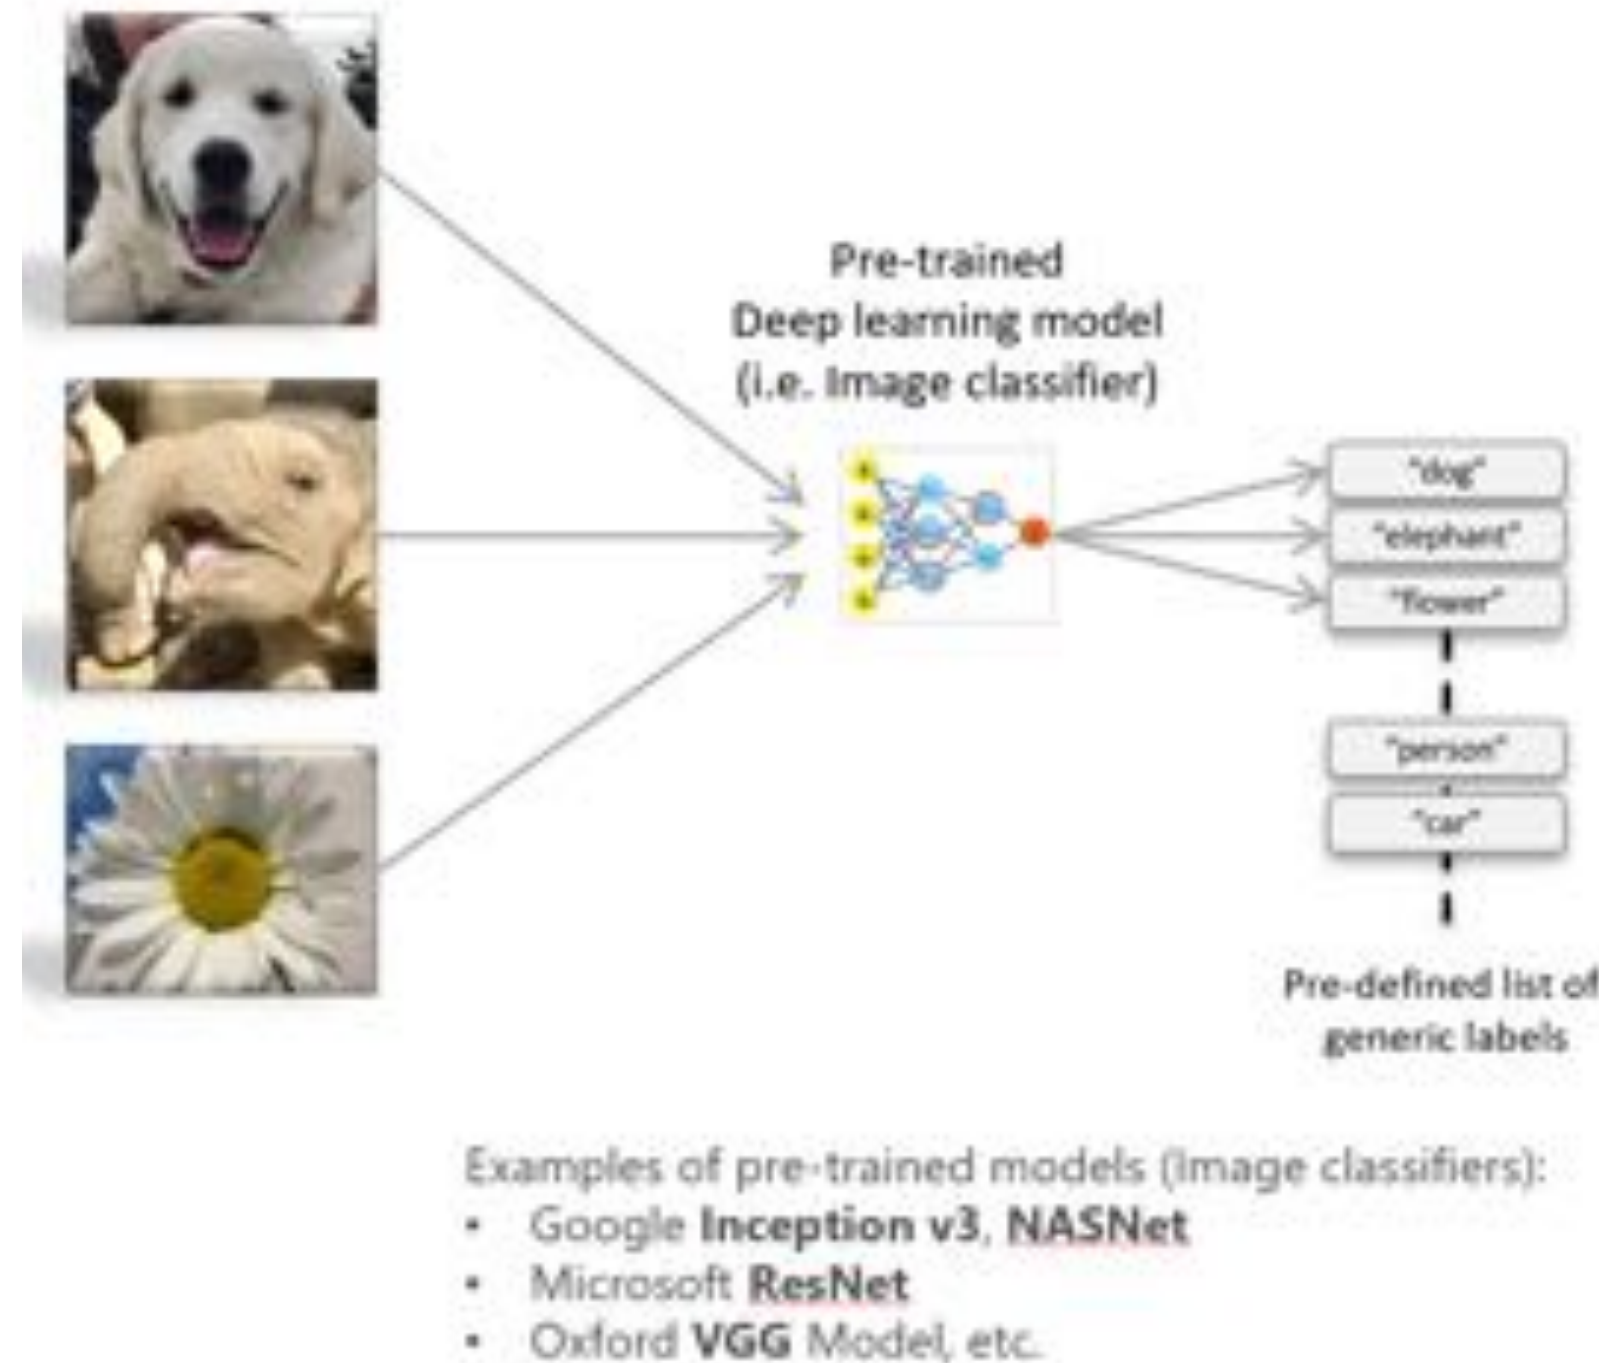 Pre-trained
Deep learning model
(i.e. Image classifier)
"dog"
"elephant"
"flower"
"person"
"car"
Pre-defined list of
generic labels
Examples of pre-trained models (Image classifiers):
• Google Inception v3, NASNet
• Microsoft ResNet
• Oxford VGG Model, etc.